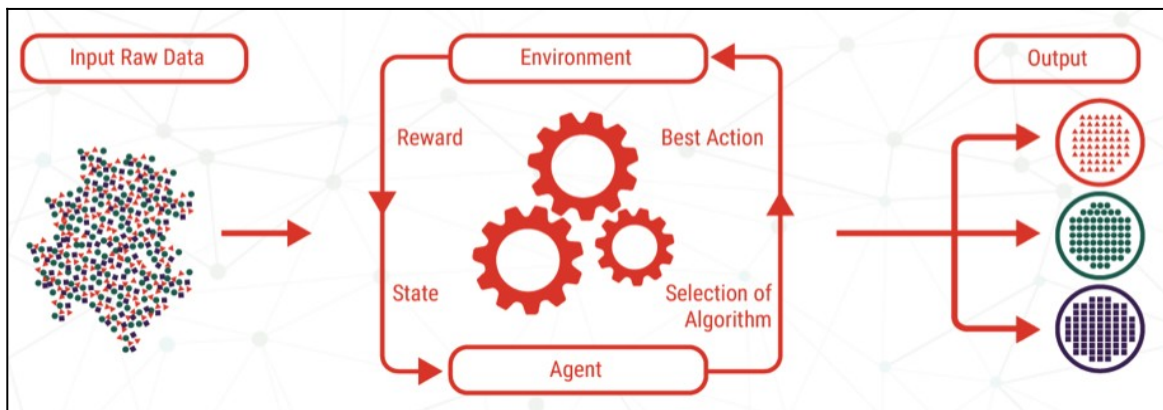 Input Raw Data
Environment
Output
Reward
Best Action
State
Selection of
Algorithm
Agent